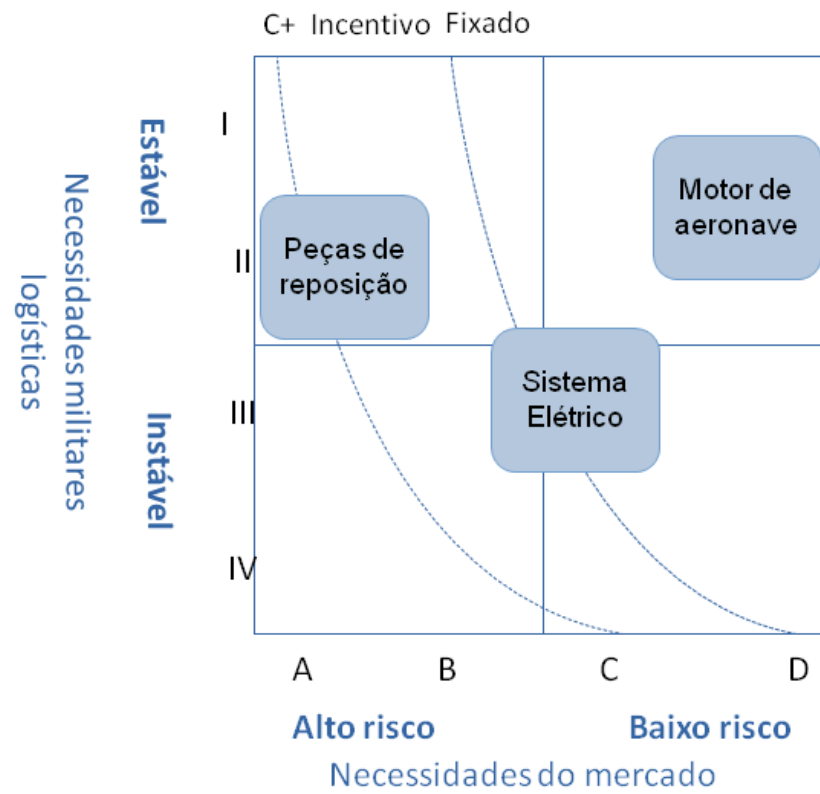 C+ Incentivo Fixado
I
Estável
Motor de
aeronave
Necessidades militares
logísticas
II
Peças de
reposição
Sistema
Elétrico
III
Instável
IV
A B C D
Alto risco Baixo risco
Necessidades do mercado